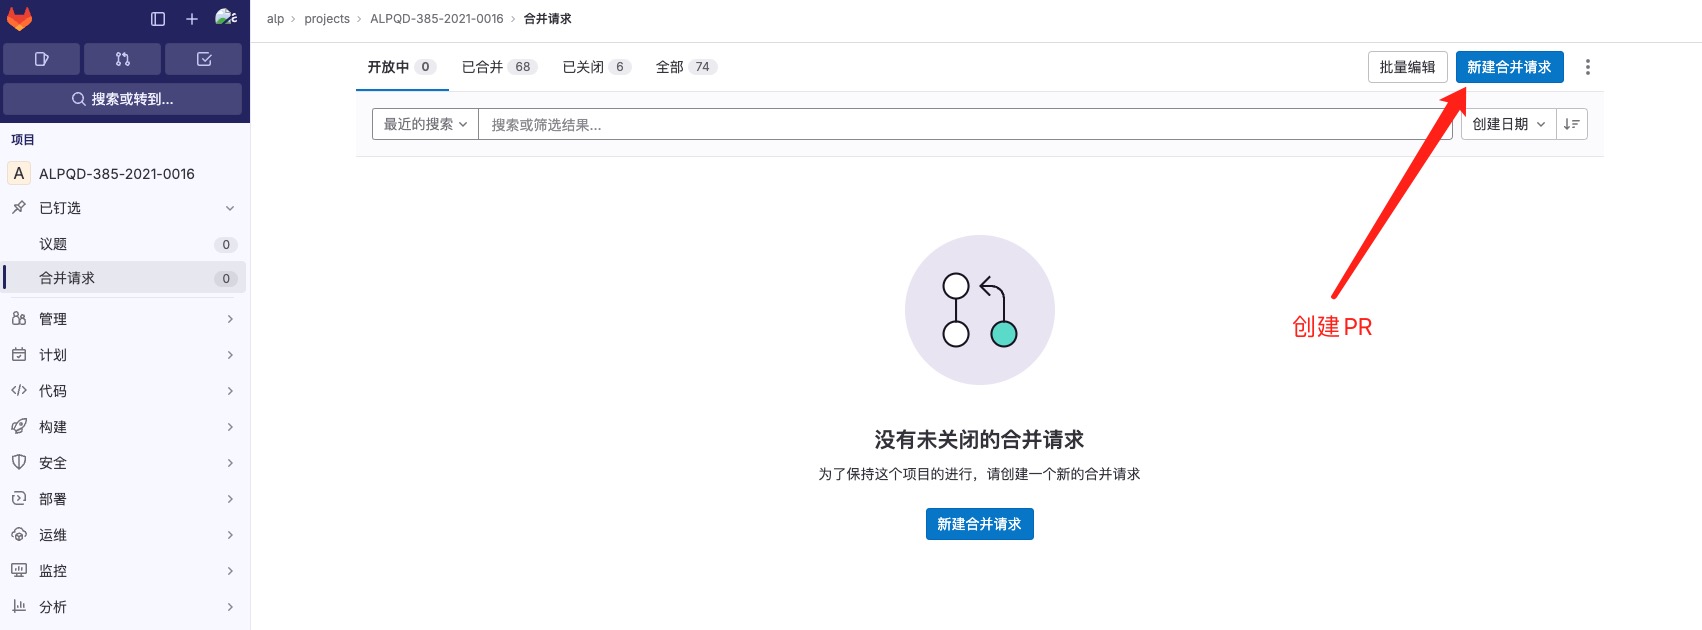 alp › projects › ALPQD-385-2021-0016 › 合并请求
搜索或转到...
项目
A ALPQD-385-2021-0016
已钉选
议题 0
合并请求 0
管理
计划
代码
构建
安全
部署
运维
监控
分析
开放中 0 已合并 68 已关闭 6 全部 74
批量编辑 新建合并请求
最近的搜索 搜索或筛选结果... 创建日期
创建PR
没有未关闭的合并请求
为了保持这个项目的进行，请创建一个新的合并请求
新建合并请求